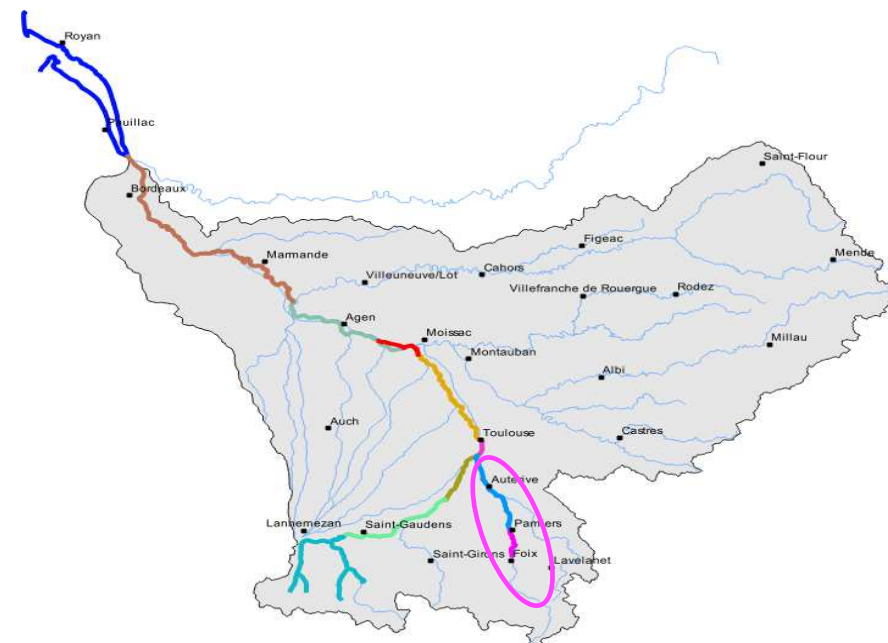 Royan
Pauillac
Saint-Flour
Bordeaux
Figeac
Marmande
Mende
Cahors
Villeuneuve/Lot
Villefranche de Rouergue
Rodez
Agen
Moissac
Millau
Montauban
Albi
Auch
Castres
Toulouse
Auterive
Lannemezan
Saint-Gaudens
Pamiers
Saint-Girons
Foix
Lavelanet